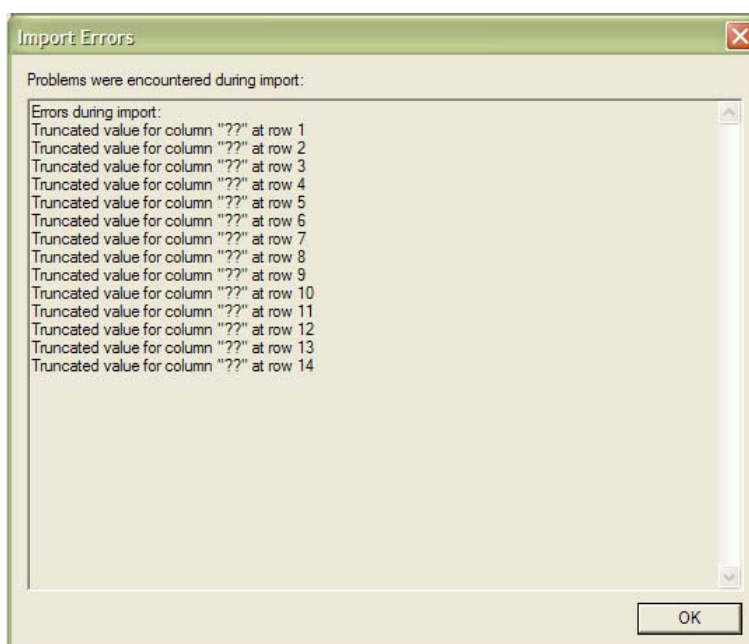 Import Errors
Problems were encountered during import:
Errors during import:
Truncated value for column "??" at row 1
Truncated value for column "??" at row 2
Truncated value for column "??" at row 3
Truncated value for column "??" at row 4
Truncated value for column "??" at row 5
Truncated value for column "??" at row 6
Truncated value for column "??" at row 7
Truncated value for column "??" at row 8
Truncated value for column "??" at row 9
Truncated value for column "??" at row 10
Truncated value for column "??" at row 11
Truncated value for column "??" at row 12
Truncated value for column "??" at row 13
Truncated value for column "??" at row 14
OK